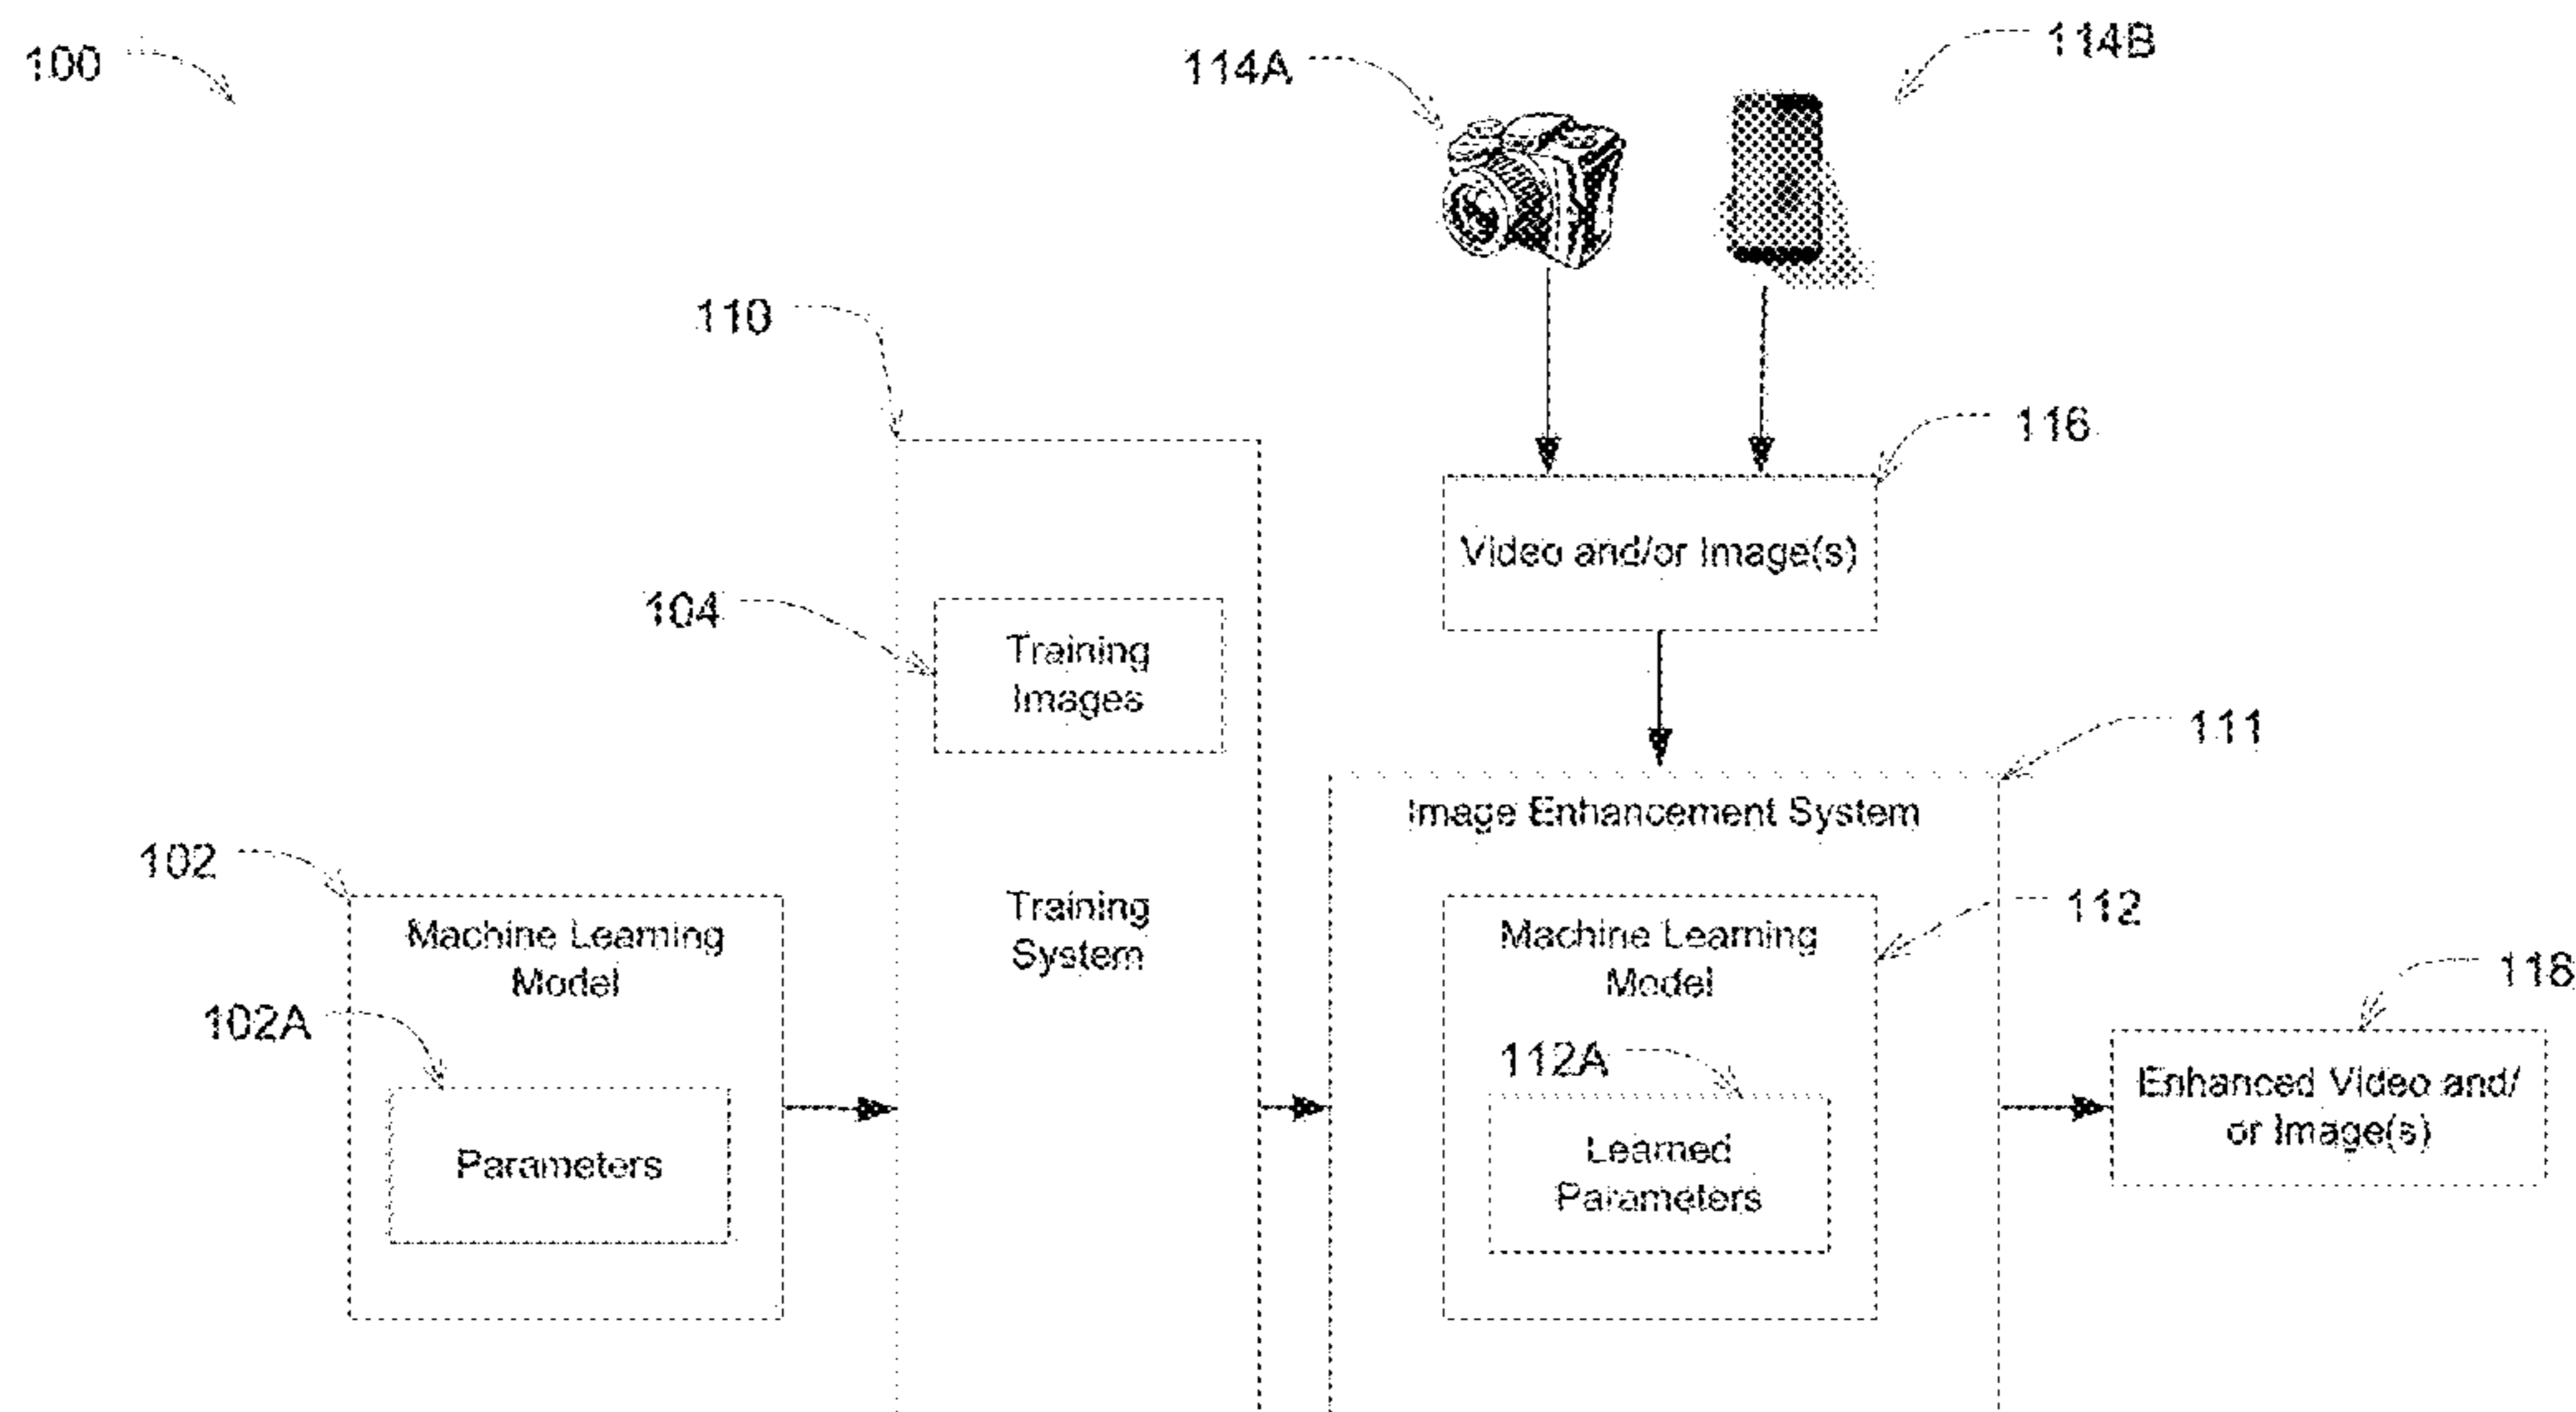 100
114A
114B
110
116
Video and/or Image(s)
104
Training
Images
111
Image Enhancement System
102
Machine Learning
Model
Training
System
Machine Learning
Model
112
118
102A
112A
Parameters
Learned
Parameters
Enhanced Video and/
or Image(s)